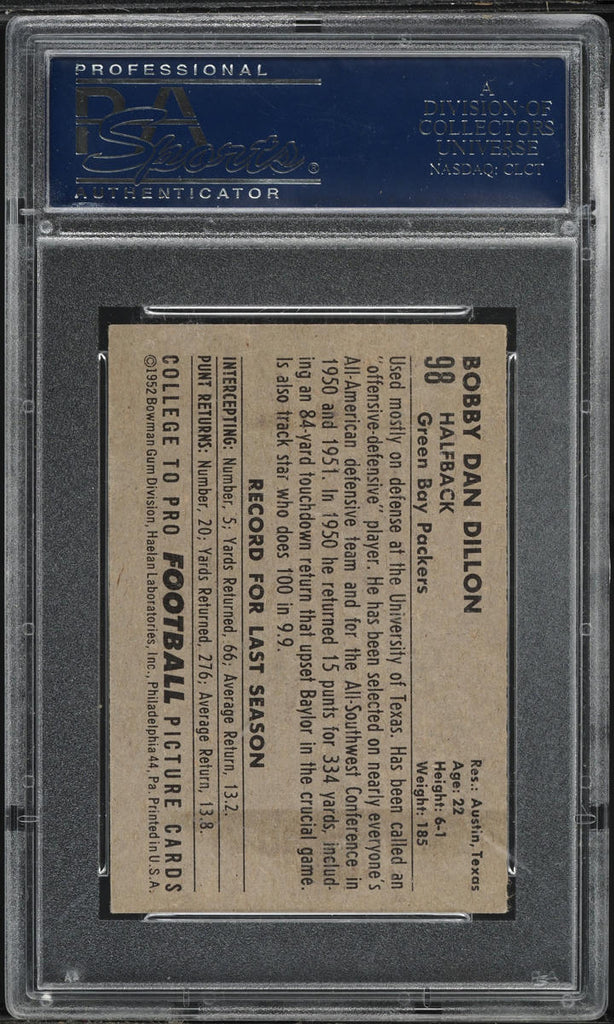 PROFESSIONAL
PSA
Sports®
AUTHENTICATOR
A
DIVISION OF
COLLECTORS
UNIVERSE
NASDAQ: CLCT
BOBBY DAN DILLON
98 HALFBACK
Green Bay Packers
Res.: Austin, Texas
Age: 22
Height: 6-1
Weight: 185
Used mostly on defense at the University of Texas. Has been called an
"offensive-defensive" player. He has been selected on nearly everyone's
All-American defensive team and for the All-Southwest Conference in
1950 and 1951. In 1950 he returned 15 punts for 334 yards, includ-
ing an 84-yard touchdown return that upset Baylor in the crucial game.
Is also track star who does 100 in 9.9.
RECORD FOR LAST SEASON
INTERCEPTING: Number, 5; Yards Returned, 66; Average Return, 13.2.
PUNT RETURNS: Number, 20; Yards Returned, 276; Average Return, 13.8.
COLLEGE TO PRO FOOTBALL PICTURE CARDS
©1952 Bowman Gum Division, Haelan Laboratories, Inc., Philadelphia 44, Pa. Printed in U.S.A.